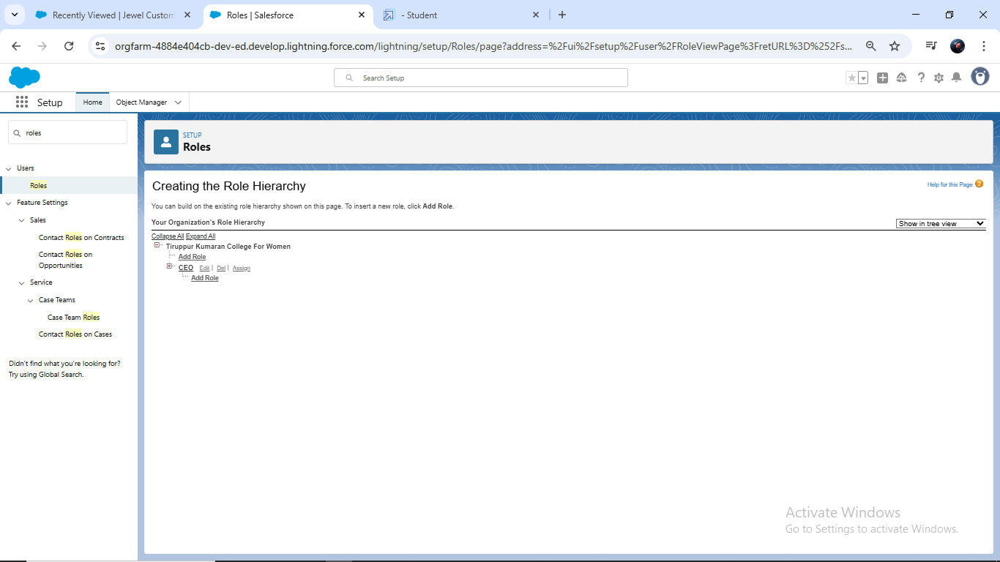 Recently Viewed | Jewel Custom
Roles | Salesforce
- Student
orgfarm-4884e404cb-dev-ed.develop.lightning.force.com/lightning/setup/Roles/page?address=%2Fui%2Fsetup%2Fuser%2FRoleViewPage%3FretURL%3D%252Fs...
Search Setup
Setup
Home
Object Manager
roles
Users
Roles
Feature Settings
Sales
Contact Roles on Contracts
Contact Roles on
Opportunities
Service
Case Teams
Case Team Roles
Contact Roles on Cases
Didn't find what you're looking for?
Try using Global Search.
SETUP
Roles
Creating the Role Hierarchy
Help for this Page
You can build on the existing role hierarchy shown on this page. To insert a new role, click Add Role.
Your Organization's Role Hierarchy
Show in tree view
Collapse All Expand All
Tiruppur Kumaran College For Women
Add Role
CEO Edit | Del | Assign
Add Role
Activate Windows
Go to Settings to activate Windows.